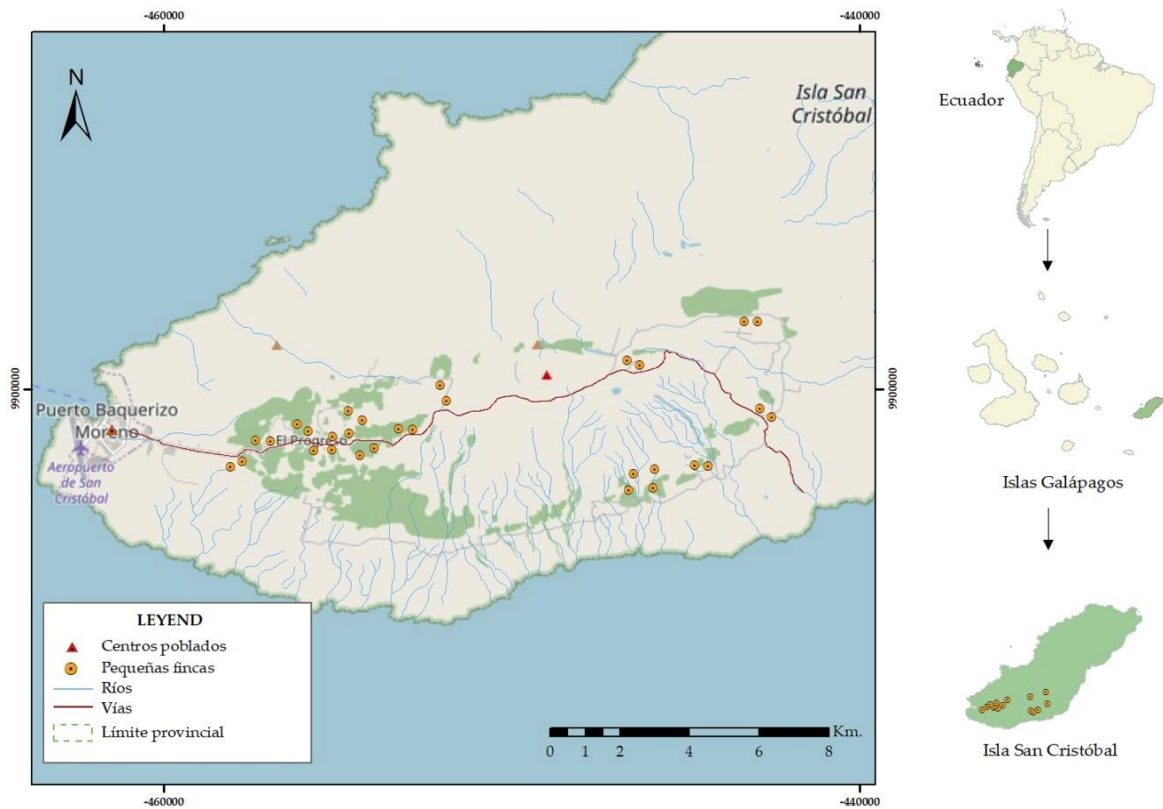 -460000
-440000
N
Isla San
Cristóbal
9900000
9900000
Puerto Baquerizo
Moreno
El Progreso
Aeropuerto
de San
Cristóbal
LEYEND
Centros poblados
Pequeñas fincas
Ríos
Vías
Límite provincial
Km.
0 1 2 4 6 8
-460000
-440000
Ecuador
Islas Galápagos
Isla San Cristóbal